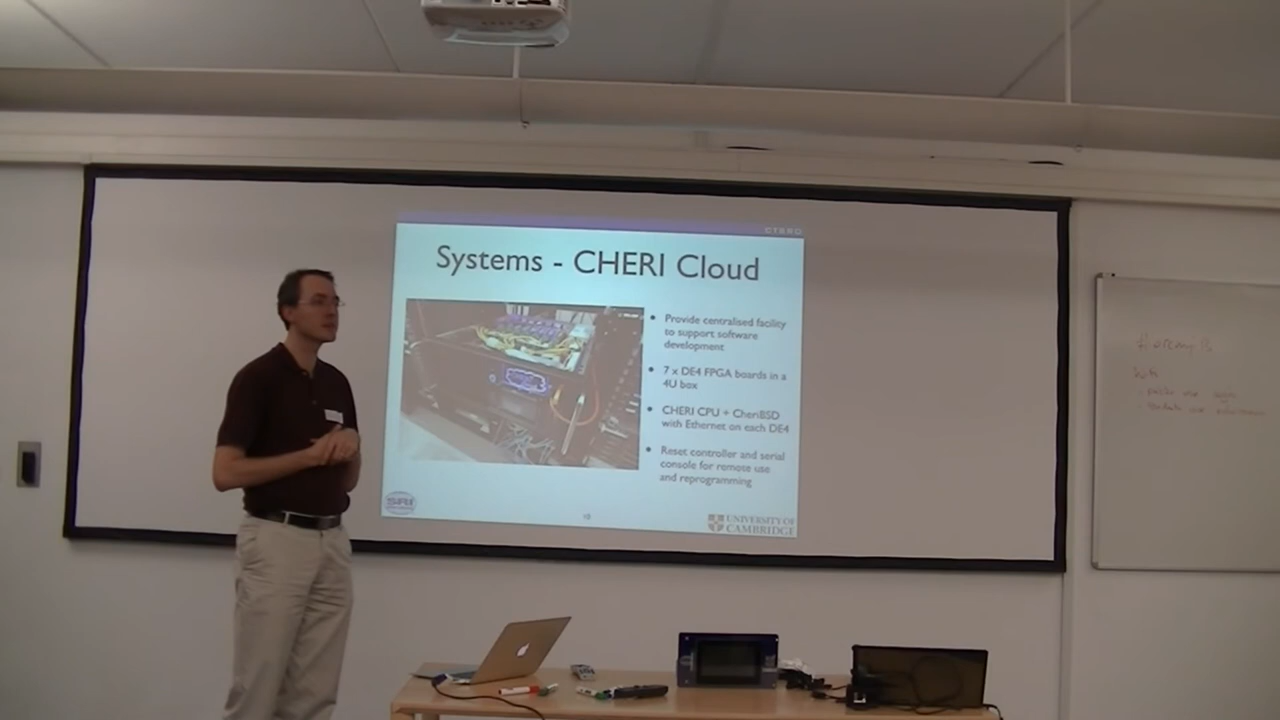 CTSRD
Systems - CHERI Cloud
• Provide centralised facility
to support software
development
• 7 x DE4 FPGA boards in a
4U box
• CHERI CPU + CheriBSD
with Ethernet on each DE4
• Reset controller and serial
console for remote use
and reprogramming
SRI
UNIVERSITY OF
CAMBRIDGE